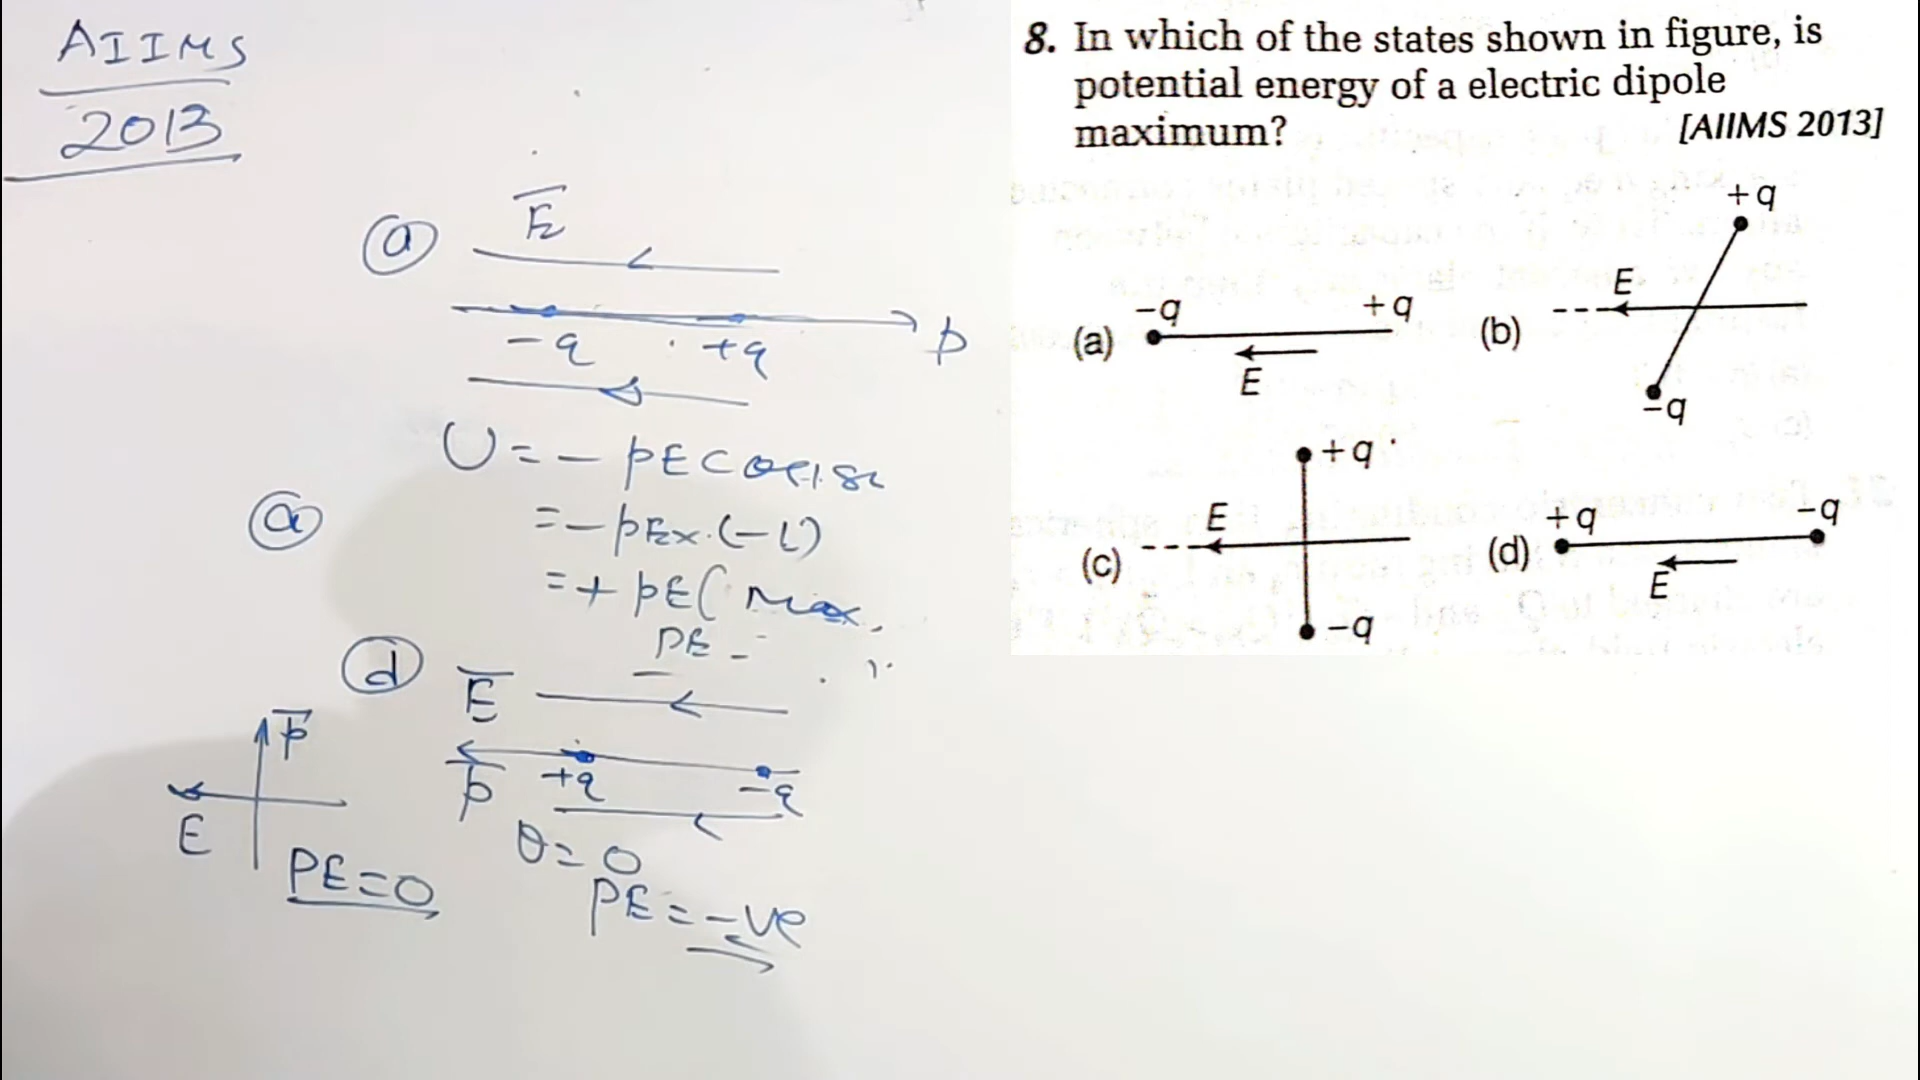 AIIMS
2013
8. In which of the states shown in figure, is
potential energy of a electric dipole
maximum? [AIIMS 2013]
(a) -q +q
E
(b) +q
E
-q
(c) +q
E
-q
(d) +q -q
E
(a) E
-q +q p
U = - pE cos 180
(a) = - pE x (-1)
= + pE ( Max.
PE
(d) E
p +q -q
θ = 0
PE = -ve
p
E
PE = 0